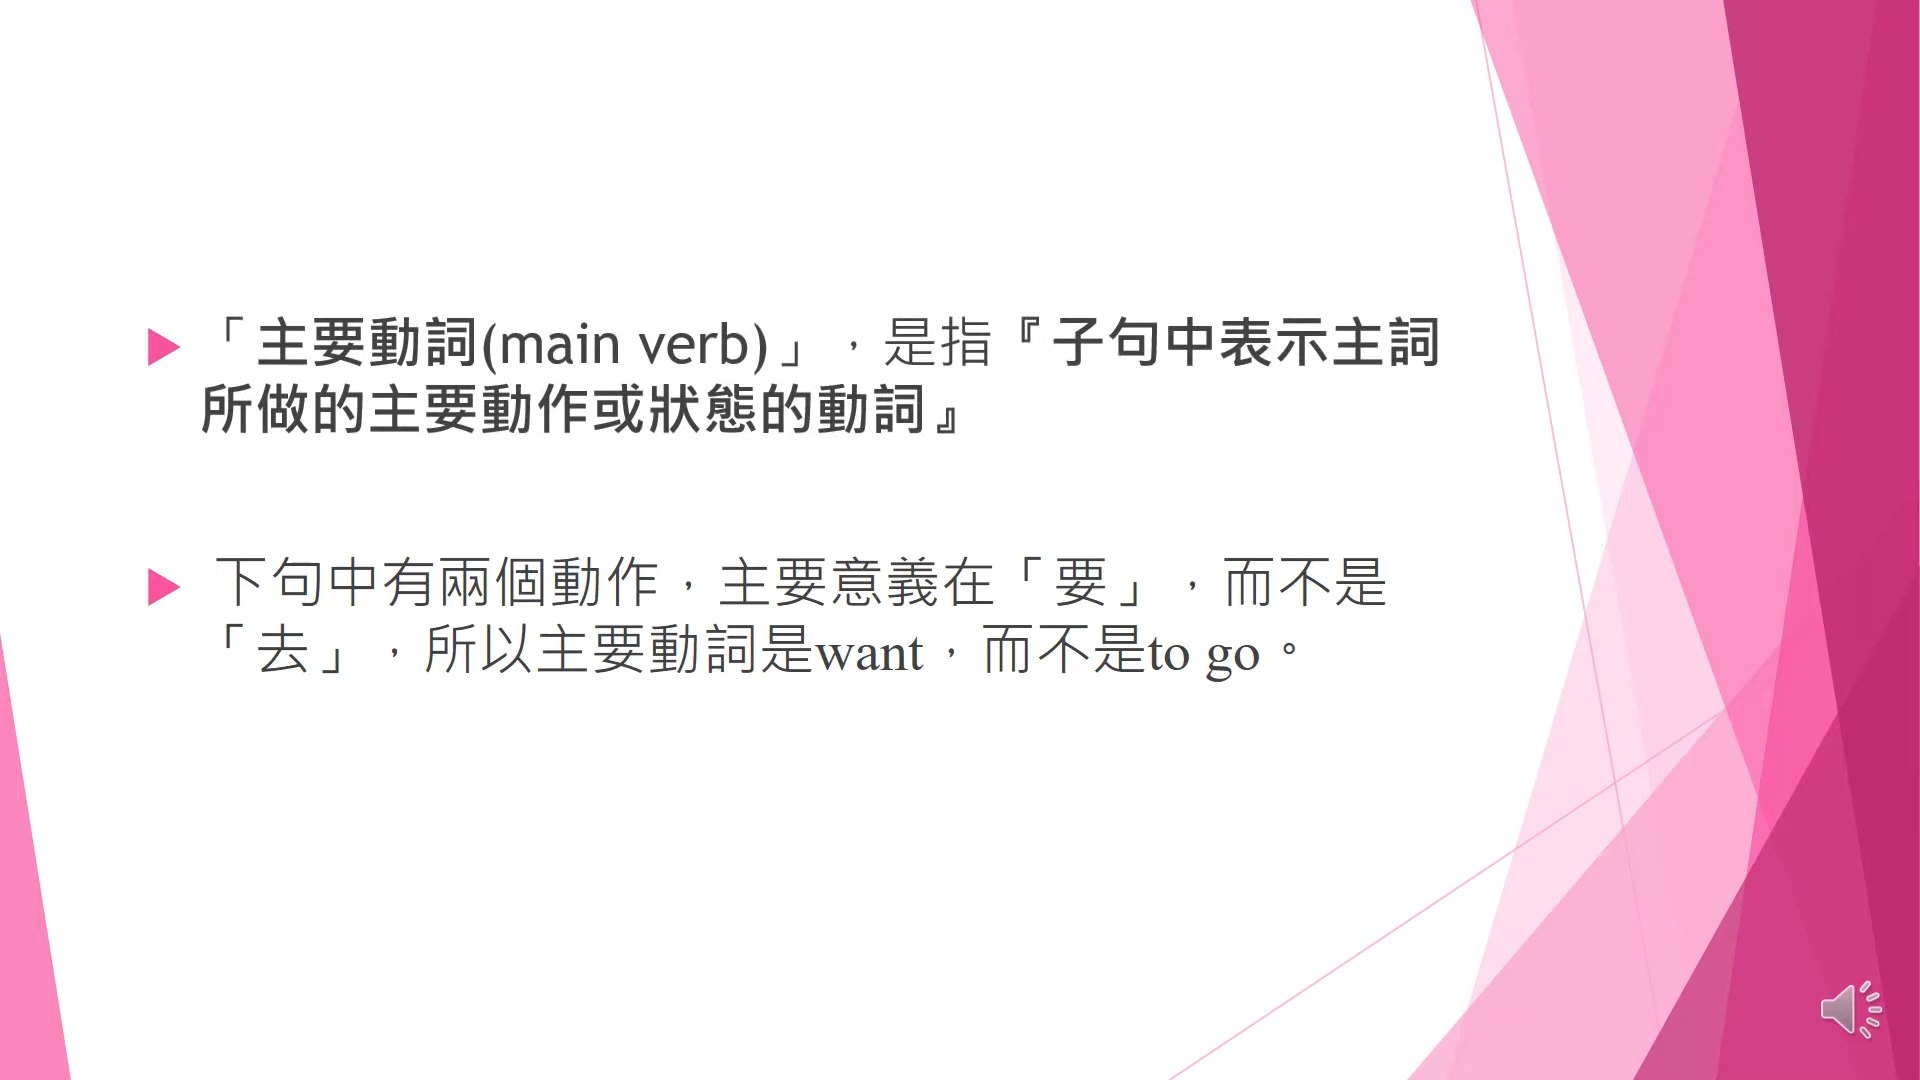 「主要動詞(main verb)」，是指『子句中表示主詞
所做的主要動作或狀態的動詞』
下句中有兩個動作，主要意義在「要」，而不是
「去」，所以主要動詞是want，而不是to go。